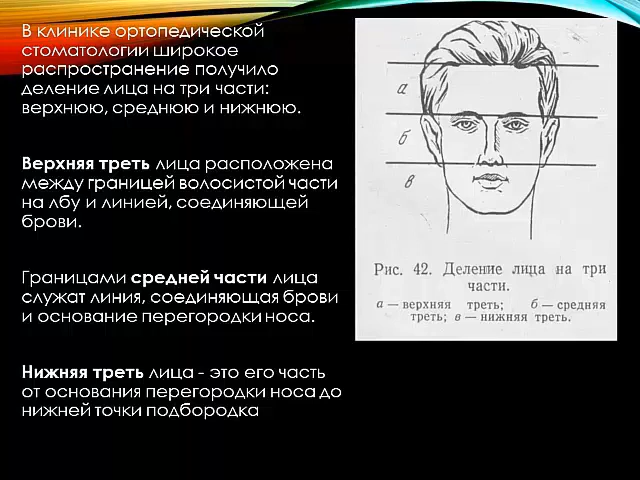 В клинике ортопедической
стоматологии широкое
распространение получило
деление лица на три части:
верхнюю, среднюю и нижнюю.
Верхняя треть лица расположена
между границей волосистой части
на лбу и линией, соединяющей
брови.
Границами средней части лица
служат линия, соединяющая брови
и основание перегородки носа.
Нижняя треть лица - это его часть
от основания перегородки носа до
нижней точки подбородка
а
б
в
Рис. 42. Деление лица на три
части.
а — верхняя треть; б — средняя
треть; в — нижняя треть.